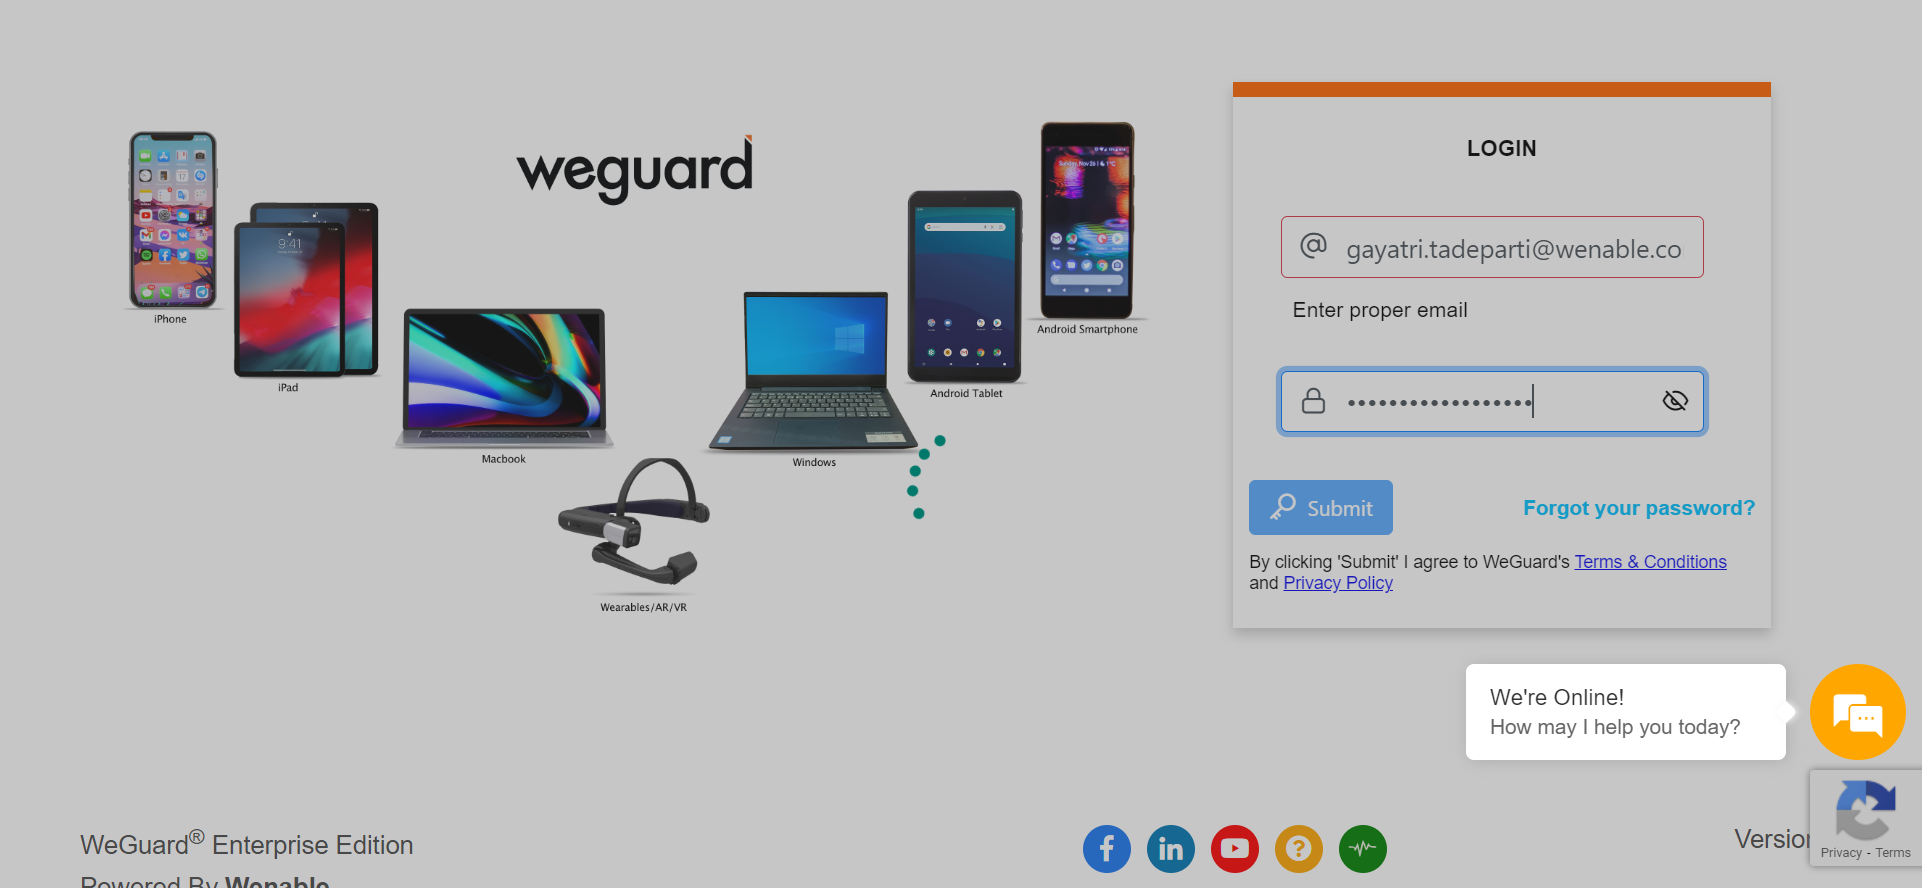 weguard
iPhone
iPad
Macbook
Wearables/AR/VR
Windows
Android Tablet
Android Smartphone
9:41
LOGIN
gayatri.tadeparti@wenable.co
Enter proper email
Submit
Forgot your password?
By clicking 'Submit' I agree to WeGuard's Terms & Conditions
and Privacy Policy
We're Online!
How may I help you today?
WeGuard® Enterprise Edition
Powered By Wenable
Version
Privacy - Terms